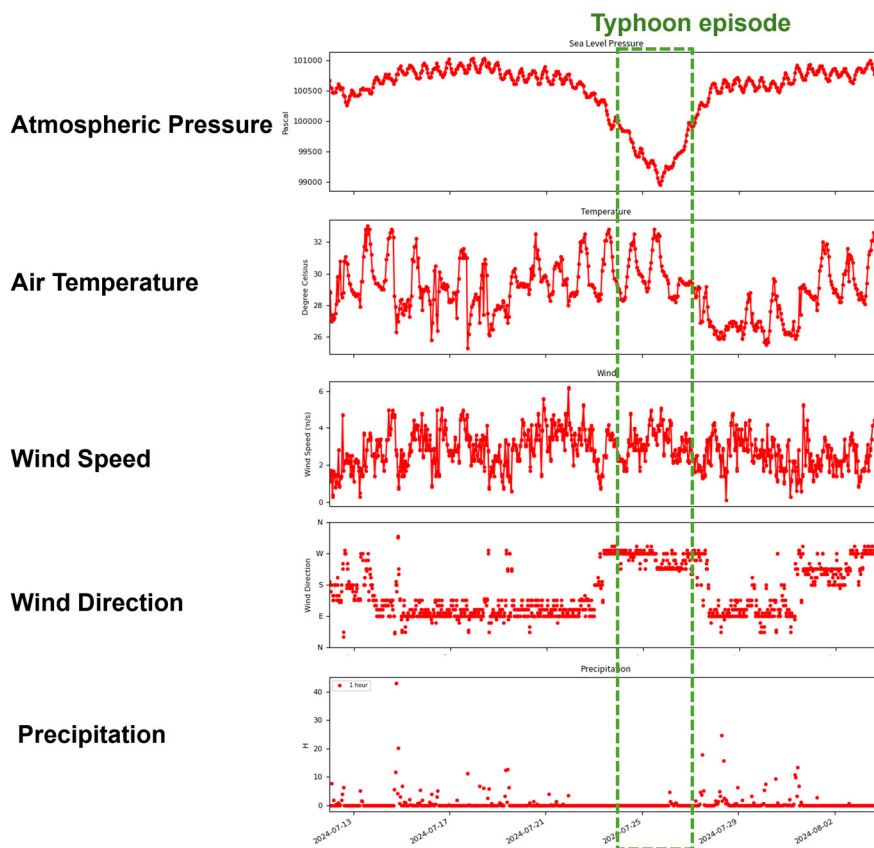 Typhoon episode
Sea Level Pressure
Atmospheric Pressure
Pascal
101000
100500
100000
99500
99000
Temperature
Air Temperature
Degree Celsius
32
30
28
26
Wind
Wind Speed
Wind Speed (m/s)
6
4
2
0
Wind Direction
Wind Direction
N
W
S
E
N
Precipitation
Precipitation
1 hour
H
40
30
20
10
0
2024-07-13
2024-07-17
2024-07-21
2024-07-25
2024-07-29
2024-08-02